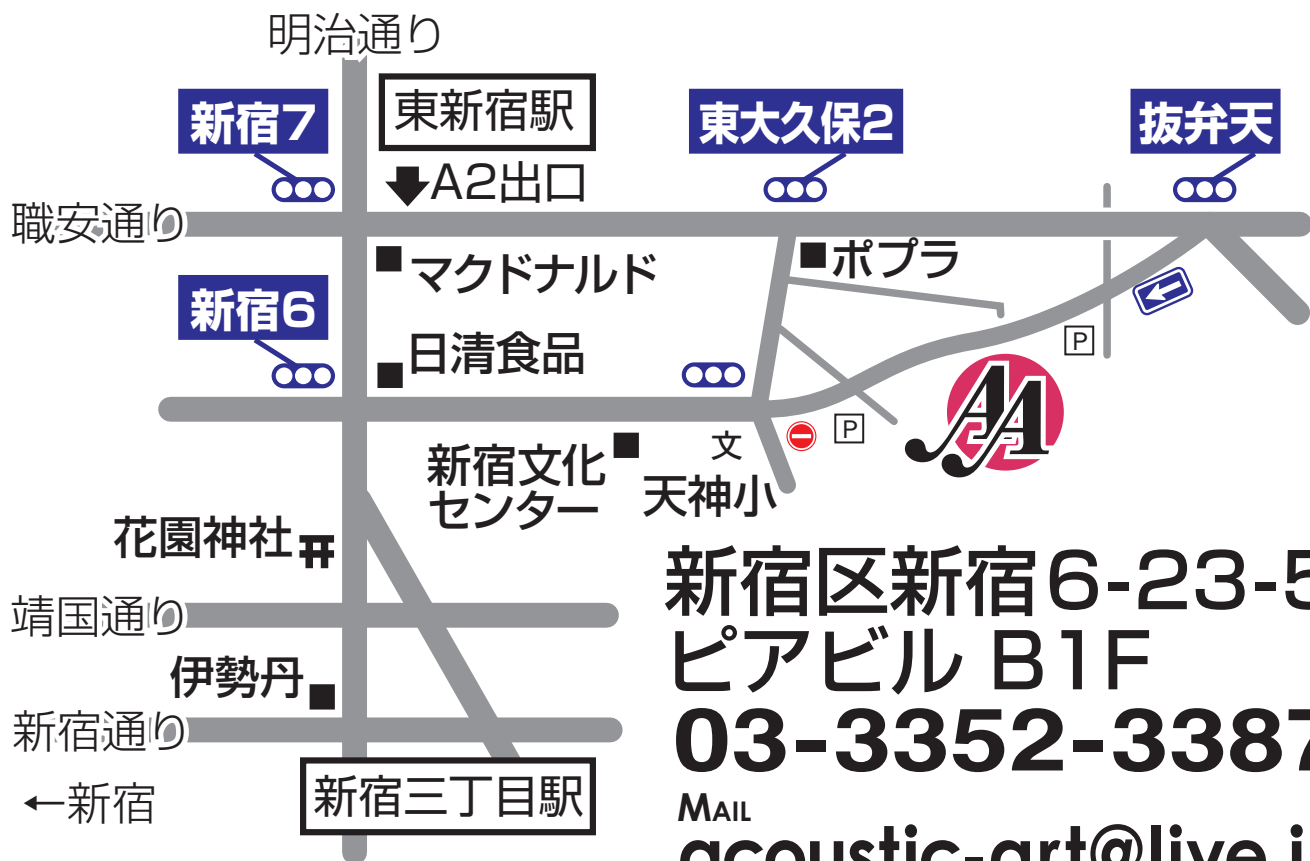 明治通り
新宿7
東新宿駅
東大久保2
抜弁天
A2出口
職安通り
マクドナルド
ポプラ
新宿6
日清食品
P
AA
P
新宿文化
センター
文
天神小
花園神社
新宿区新宿6-23-5
靖国通り
ピアビル B1F
伊勢丹
03-3352-3387
新宿通り
←新宿
新宿三丁目駅
MAIL
acoustic-art@live.j